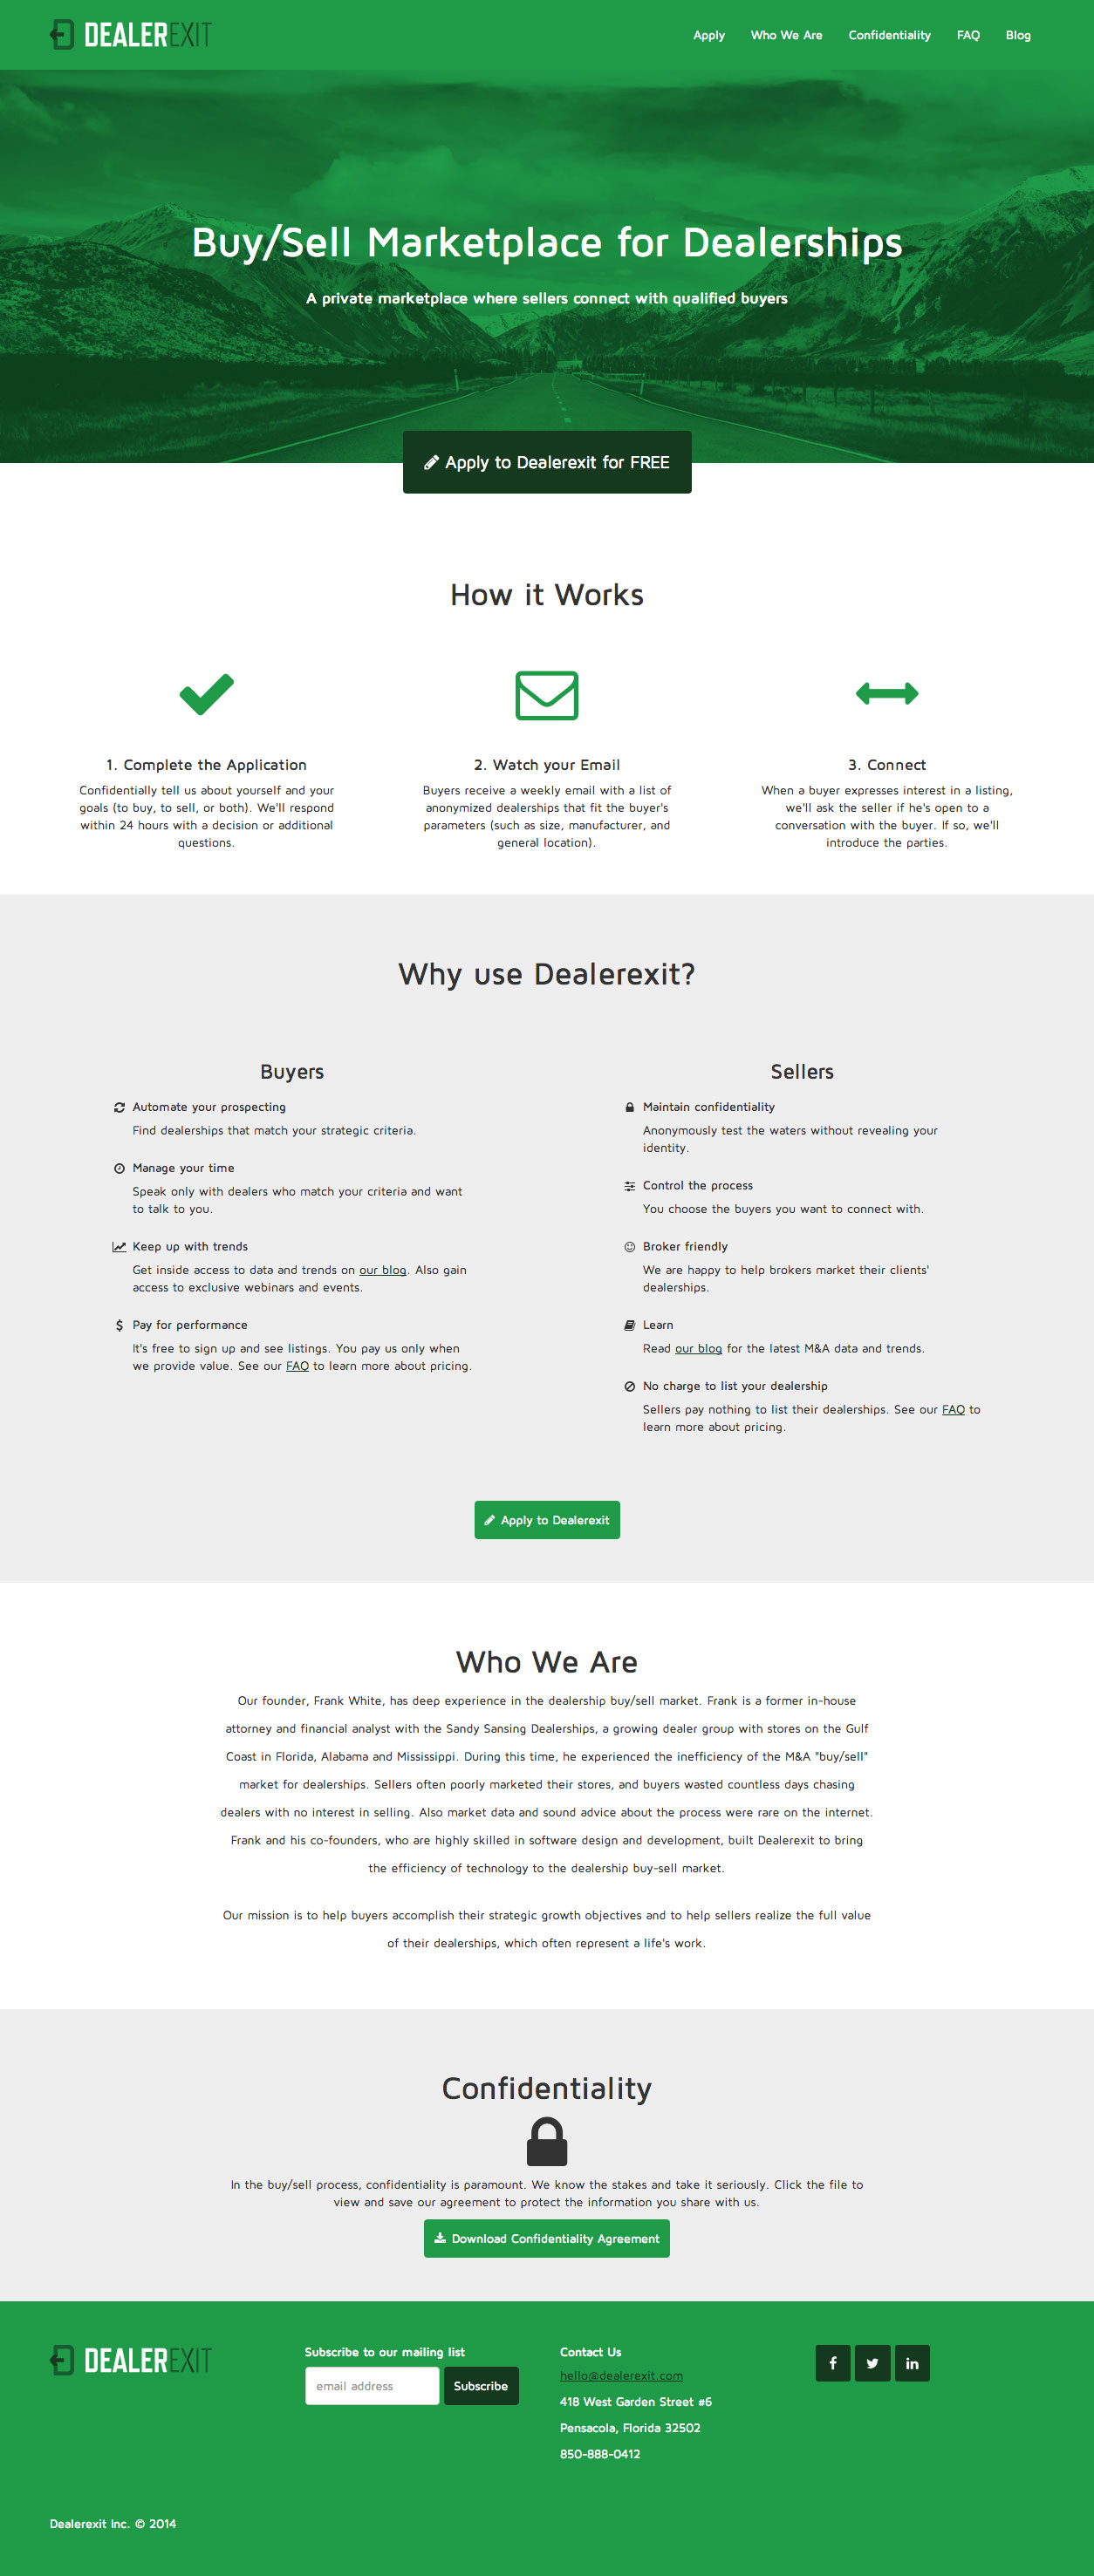 DEALEREXIT
Apply Who We Are Confidentiality FAQ Blog
Buy/Sell Marketplace for Dealerships
A private marketplace where sellers connect with qualified buyers
Apply to Dealerexit for FREE
How it Works
1. Complete the Application
Confidentially tell us about yourself and your
goals (to buy, to sell, or both). We'll respond
within 24 hours with a decision or additional
questions.
2. Watch your Email
Buyers receive a weekly email with a list of
anonymized dealerships that fit the buyer's
parameters (such as size, manufacturer, and
general location).
3. Connect
When a buyer expresses interest in a listing,
we'll ask the seller if he's open to a
conversation with the buyer. If so, we'll
introduce the parties.
Why use Dealerexit?
Buyers
Automate your prospecting
Find dealerships that match your strategic criteria.
Manage your time
Speak only with dealers who match your criteria and want
to talk to you.
Keep up with trends
Get inside access to data and trends on our blog. Also gain
access to exclusive webinars and events.
Pay for performance
It's free to sign up and see listings. You pay us only when
we provide value. See our FAQ to learn more about pricing.
Sellers
Maintain confidentiality
Anonymously test the waters without revealing your
identity.
Control the process
You choose the buyers you want to connect with.
Broker friendly
We are happy to help brokers market their clients'
dealerships.
Learn
Read our blog for the latest M&A data and trends.
No charge to list your dealership
Sellers pay nothing to list their dealerships. See our FAQ to
learn more about pricing.
Apply to Dealerexit
Who We Are
Our founder, Frank White, has deep experience in the dealership buy/sell market. Frank is a former in-house
attorney and financial analyst with the Sandy Sansing Dealerships, a growing dealer group with stores on the Gulf
Coast in Florida, Alabama and Mississippi. During this time, he experienced the inefficiency of the M&A "buy/sell"
market for dealerships. Sellers often poorly marketed their stores, and buyers wasted countless days chasing
dealers with no interest in selling. Also market data and sound advice about the process were rare on the internet.
Frank and his co-founders, who are highly skilled in software design and development, built Dealerexit to bring
the efficiency of technology to the dealership buy-sell market.
Our mission is to help buyers accomplish their strategic growth objectives and to help sellers realize the full value
of their dealerships, which often represent a life's work.
Confidentiality
In the buy/sell process, confidentiality is paramount. We know the stakes and take it seriously. Click the file to
view and save our agreement to protect the information you share with us.
Download Confidentiality Agreement
DEALEREXIT
Subscribe to our mailing list
email address Subscribe
Contact Us
hello@dealerexit.com
418 West Garden Street #6
Pensacola, Florida 32502
850-888-0412
Dealerexit Inc. © 2014